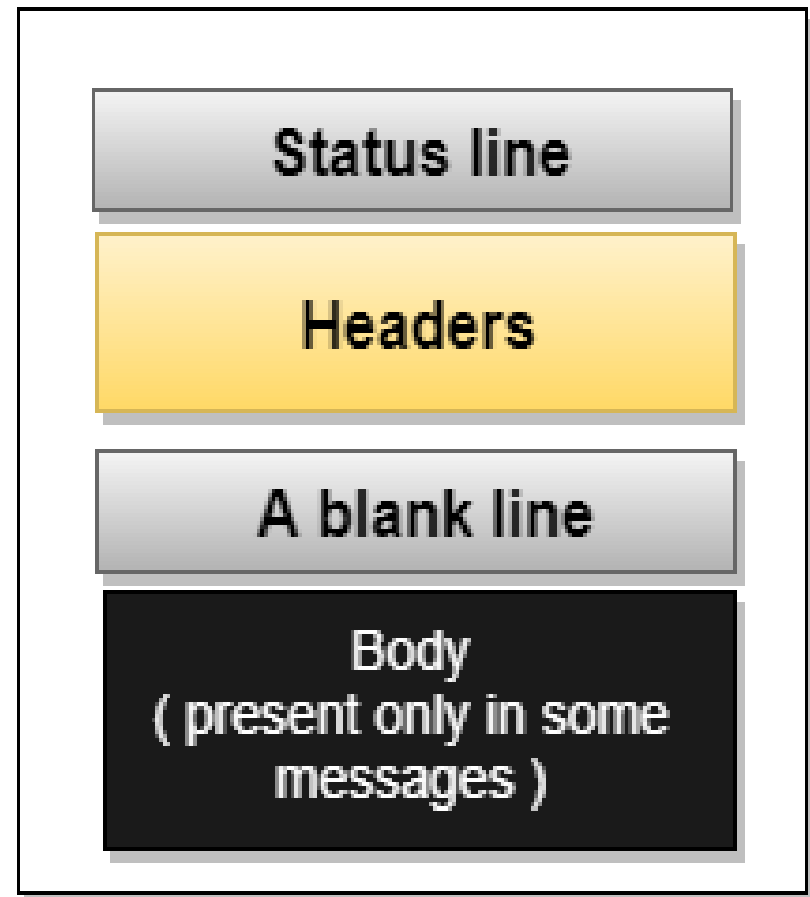 Status line
Headers
A blank line
Body
( present only in some
messages )